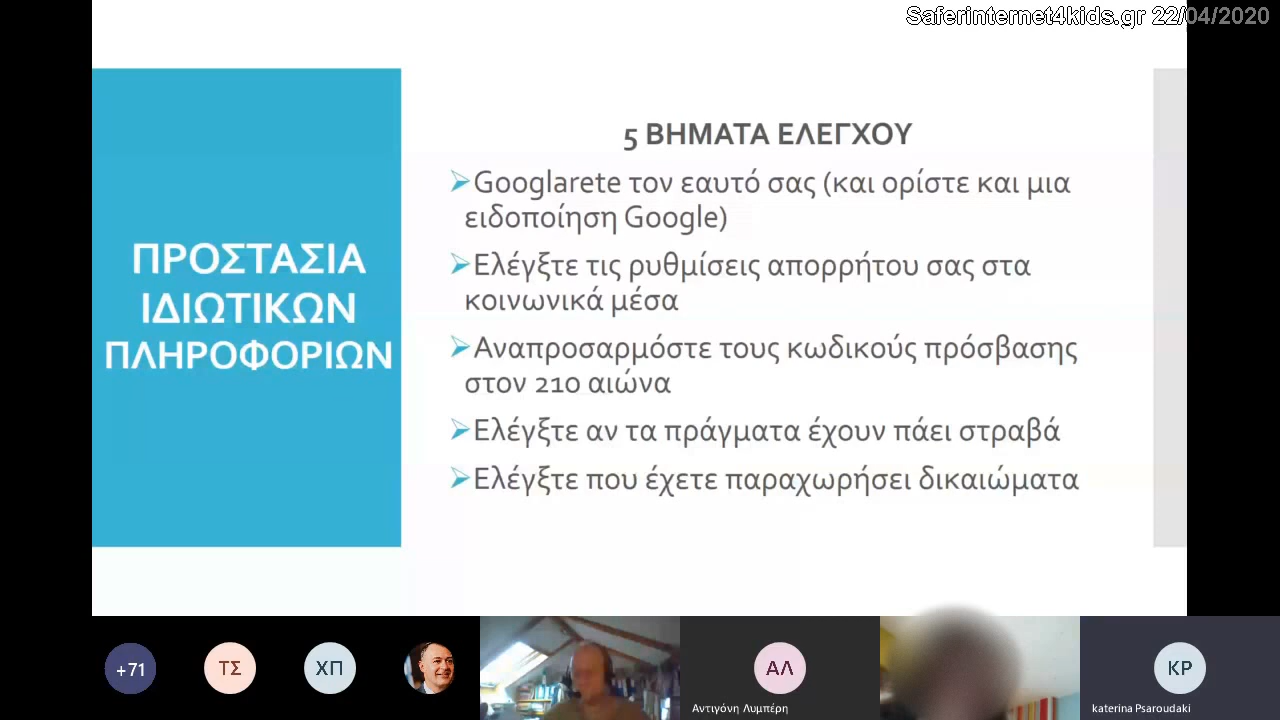 Saferinternet4kids.gr 22/04/2020
ΠΡΟΣΤΑΣΙΑ
ΙΔΙΩΤΙΚΩΝ
ΠΛΗΡΟΦΟΡΙΩΝ
5 ΒΗΜΑΤΑ ΕΛΕΓΧΟΥ
Googlarete τον εαυτό σας (και ορίστε και μια
ειδοποίηση Google)
Ελέγξτε τις ρυθμίσεις απορρήτου σας στα
κοινωνικά μέσα
Αναπροσαρμόστε τους κωδικούς πρόσβασης
στον 21ο αιώνα
Ελέγξτε αν τα πράγματα έχουν πάει στραβά
Ελέγξτε που έχετε παραχωρήσει δικαιώματα
+71
ΤΣ
ΧΠ
ΑΛ
Αντιγόνη Λυμπέρη
KP
katerina Psaroudaki